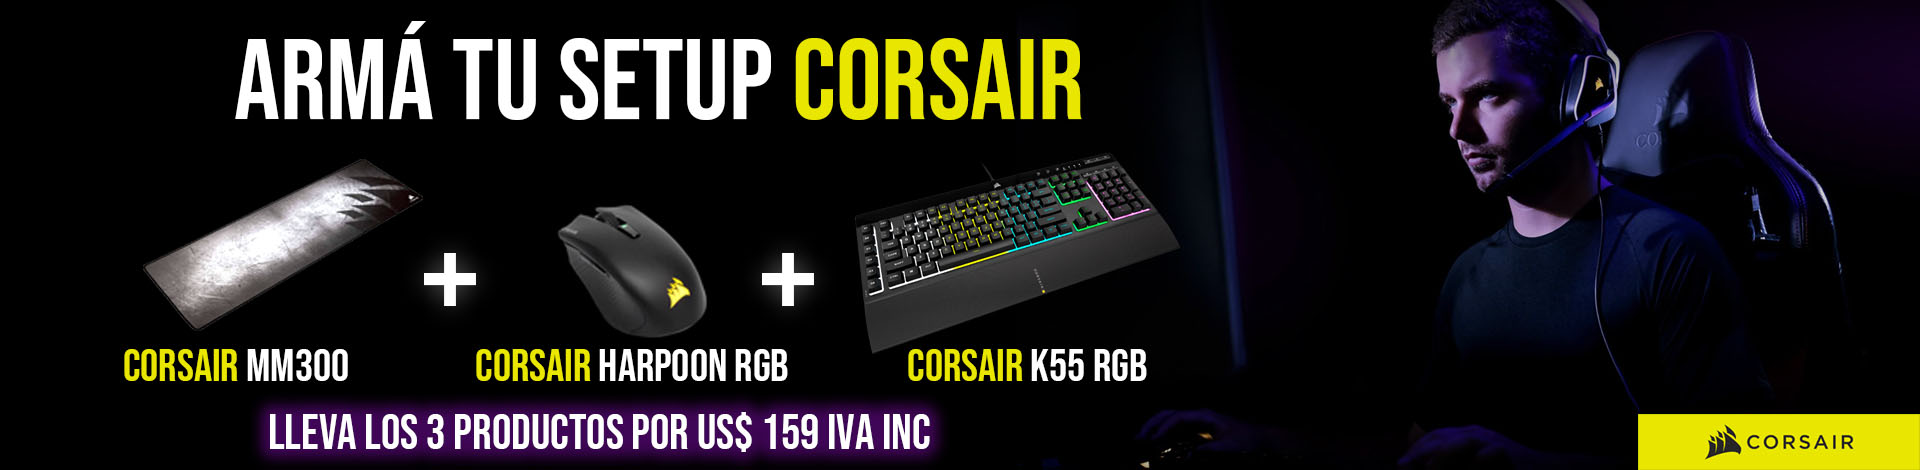 ARMÁ TU SETUP CORSAIR
CORSAIR MM300
CORSAIR HARPOON RGB
CORSAIR K55 RGB
LLEVA LOS 3 PRODUCTOS POR US$ 159 IVA INC
CORSAIR